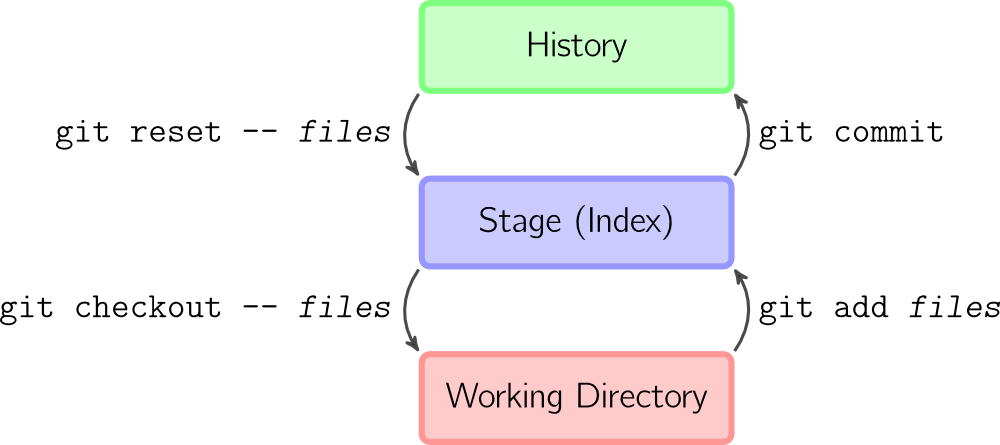 History
git reset -- files
git commit
Stage (Index)
git checkout -- files
git add files
Working Directory